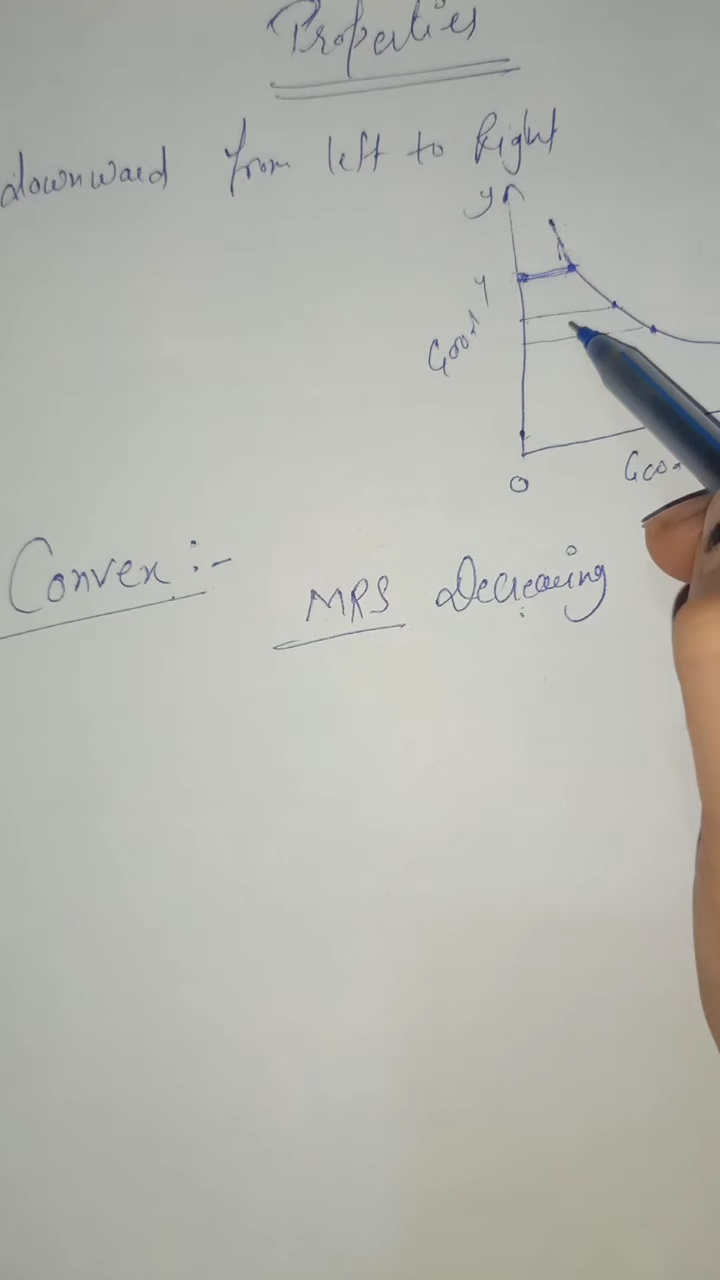 Properties
downward from left to Right
y
Y
Good
O
Convex :-
MRS Decreasing